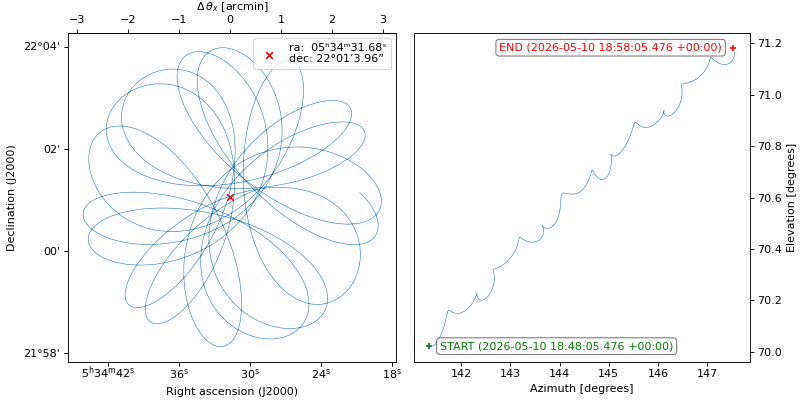 Δθx [arcmin]
−3 −2 −1 0 1 2 3
22°04'
02'
00'
21°58'
Declination (J2000)
ra: 05ʰ34ᵐ31.68ˢ
dec: 22°01′3.96″
5ʰ34ᵐ42ˢ 36ˢ 30ˢ 24ˢ 18ˢ
Right ascension (J2000)
END (2026-05-10 18:58:05.476 +00:00)
START (2026-05-10 18:48:05.476 +00:00)
71.2
71.0
70.8
70.6
70.4
70.2
70.0
Elevation [degrees]
142 143 144 145 146 147
Azimuth [degrees]